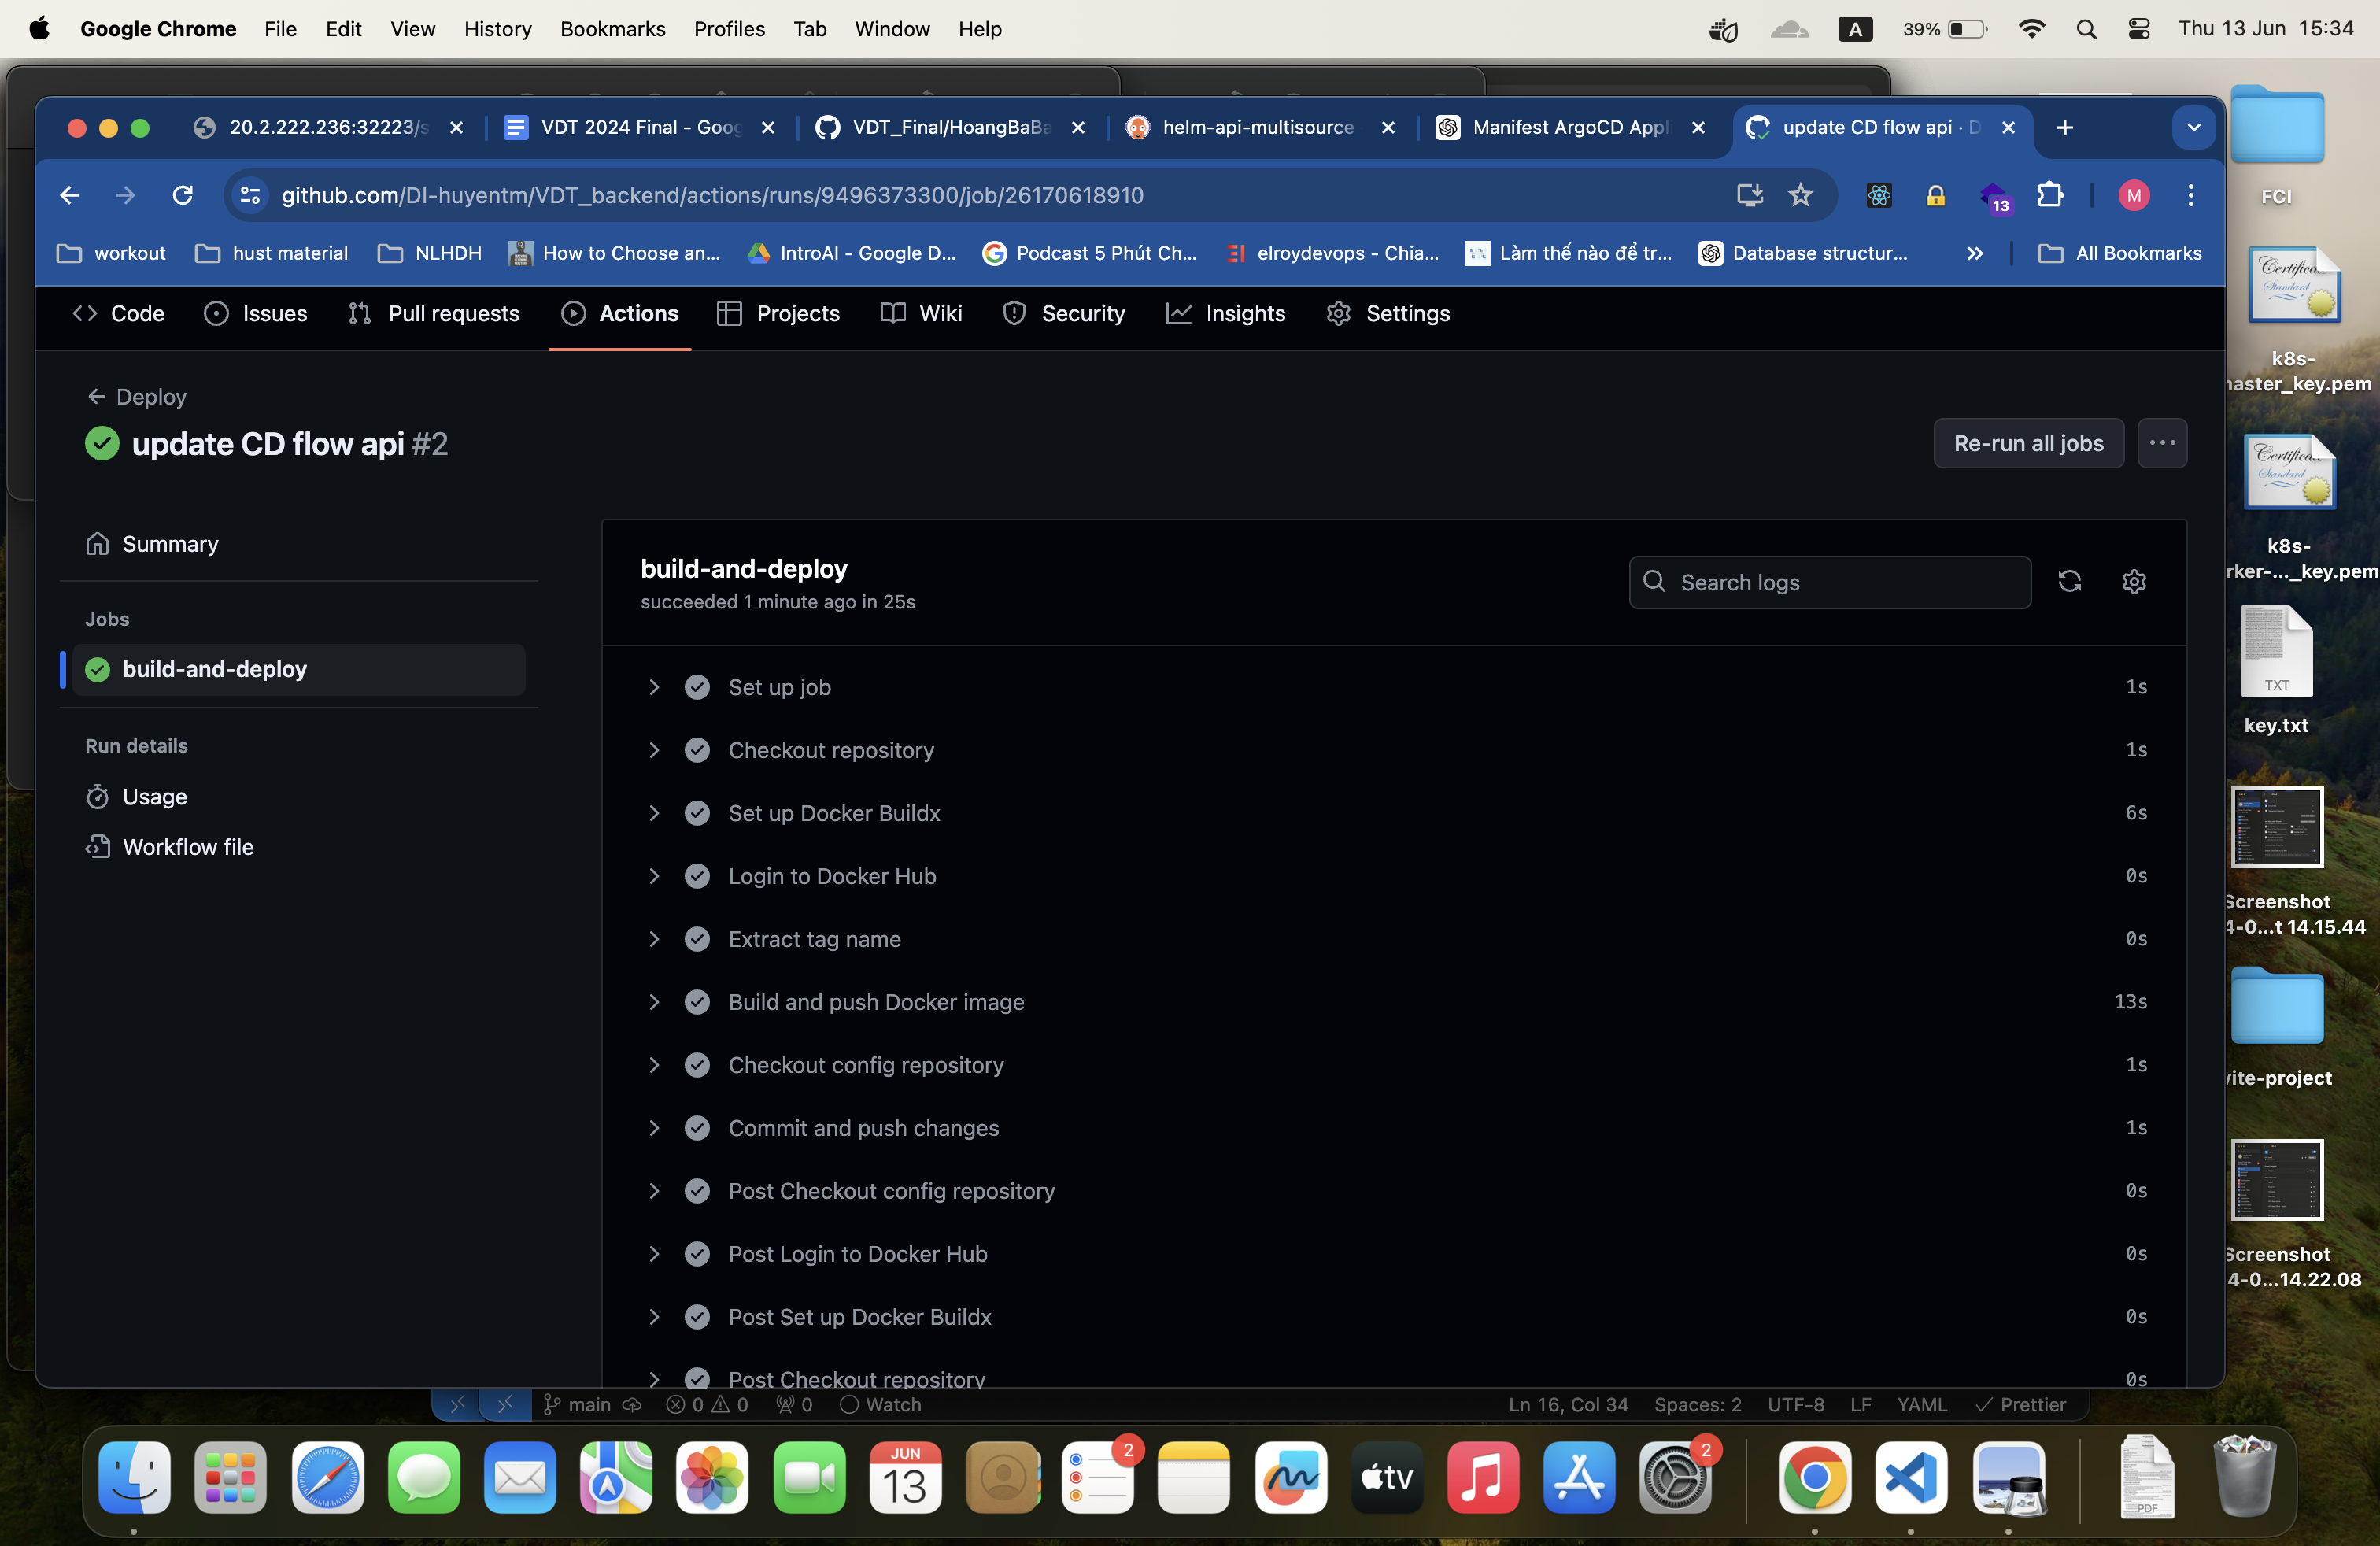 Google Chrome File Edit View History Bookmarks Profiles Tab Window Help A 39% Thu 13 Jun 15:34
20.2.222.236:32223/s VDT 2024 Final - Goog VDT_Final/HoangBaBa helm-api-multisource Manifest ArgoCD Appl update CD flow api · D
github.com/DI-huyentm/VDT_backend/actions/runs/9496373300/job/26170618910 13 M
workout hust material NLHDH How to Choose an... IntroAI - Google D... Podcast 5 Phút Ch... elroydevops - Chia... Làm thế nào để tr... Database structur... All Bookmarks
Code Issues Pull requests Actions Projects Wiki Security Insights Settings
Deploy
update CD flow api #2
Re-run all jobs
Summary
Jobs
build-and-deploy
Run details
Usage
Workflow file
build-and-deploy
succeeded 1 minute ago in 25s
Search logs
Set up job 1s
Checkout repository 1s
Set up Docker Buildx 6s
Login to Docker Hub 0s
Extract tag name 0s
Build and push Docker image 13s
Checkout config repository 1s
Commit and push changes 1s
Post Checkout config repository 0s
Post Login to Docker Hub 0s
Post Set up Docker Buildx 0s
Post Checkout repository 0s
FCI
k8s-
master_key.pem
k8s-
rker-..._key.pem
TXT
key.txt
Screenshot
4-0...t 14.15.44
vite-project
Screenshot
4-0...14.22.08
main 0 0 0 Watch Ln 16, Col 34 Spaces: 2 UTF-8 LF YAML Prettier
JUN
13
2
tv
2
PDF